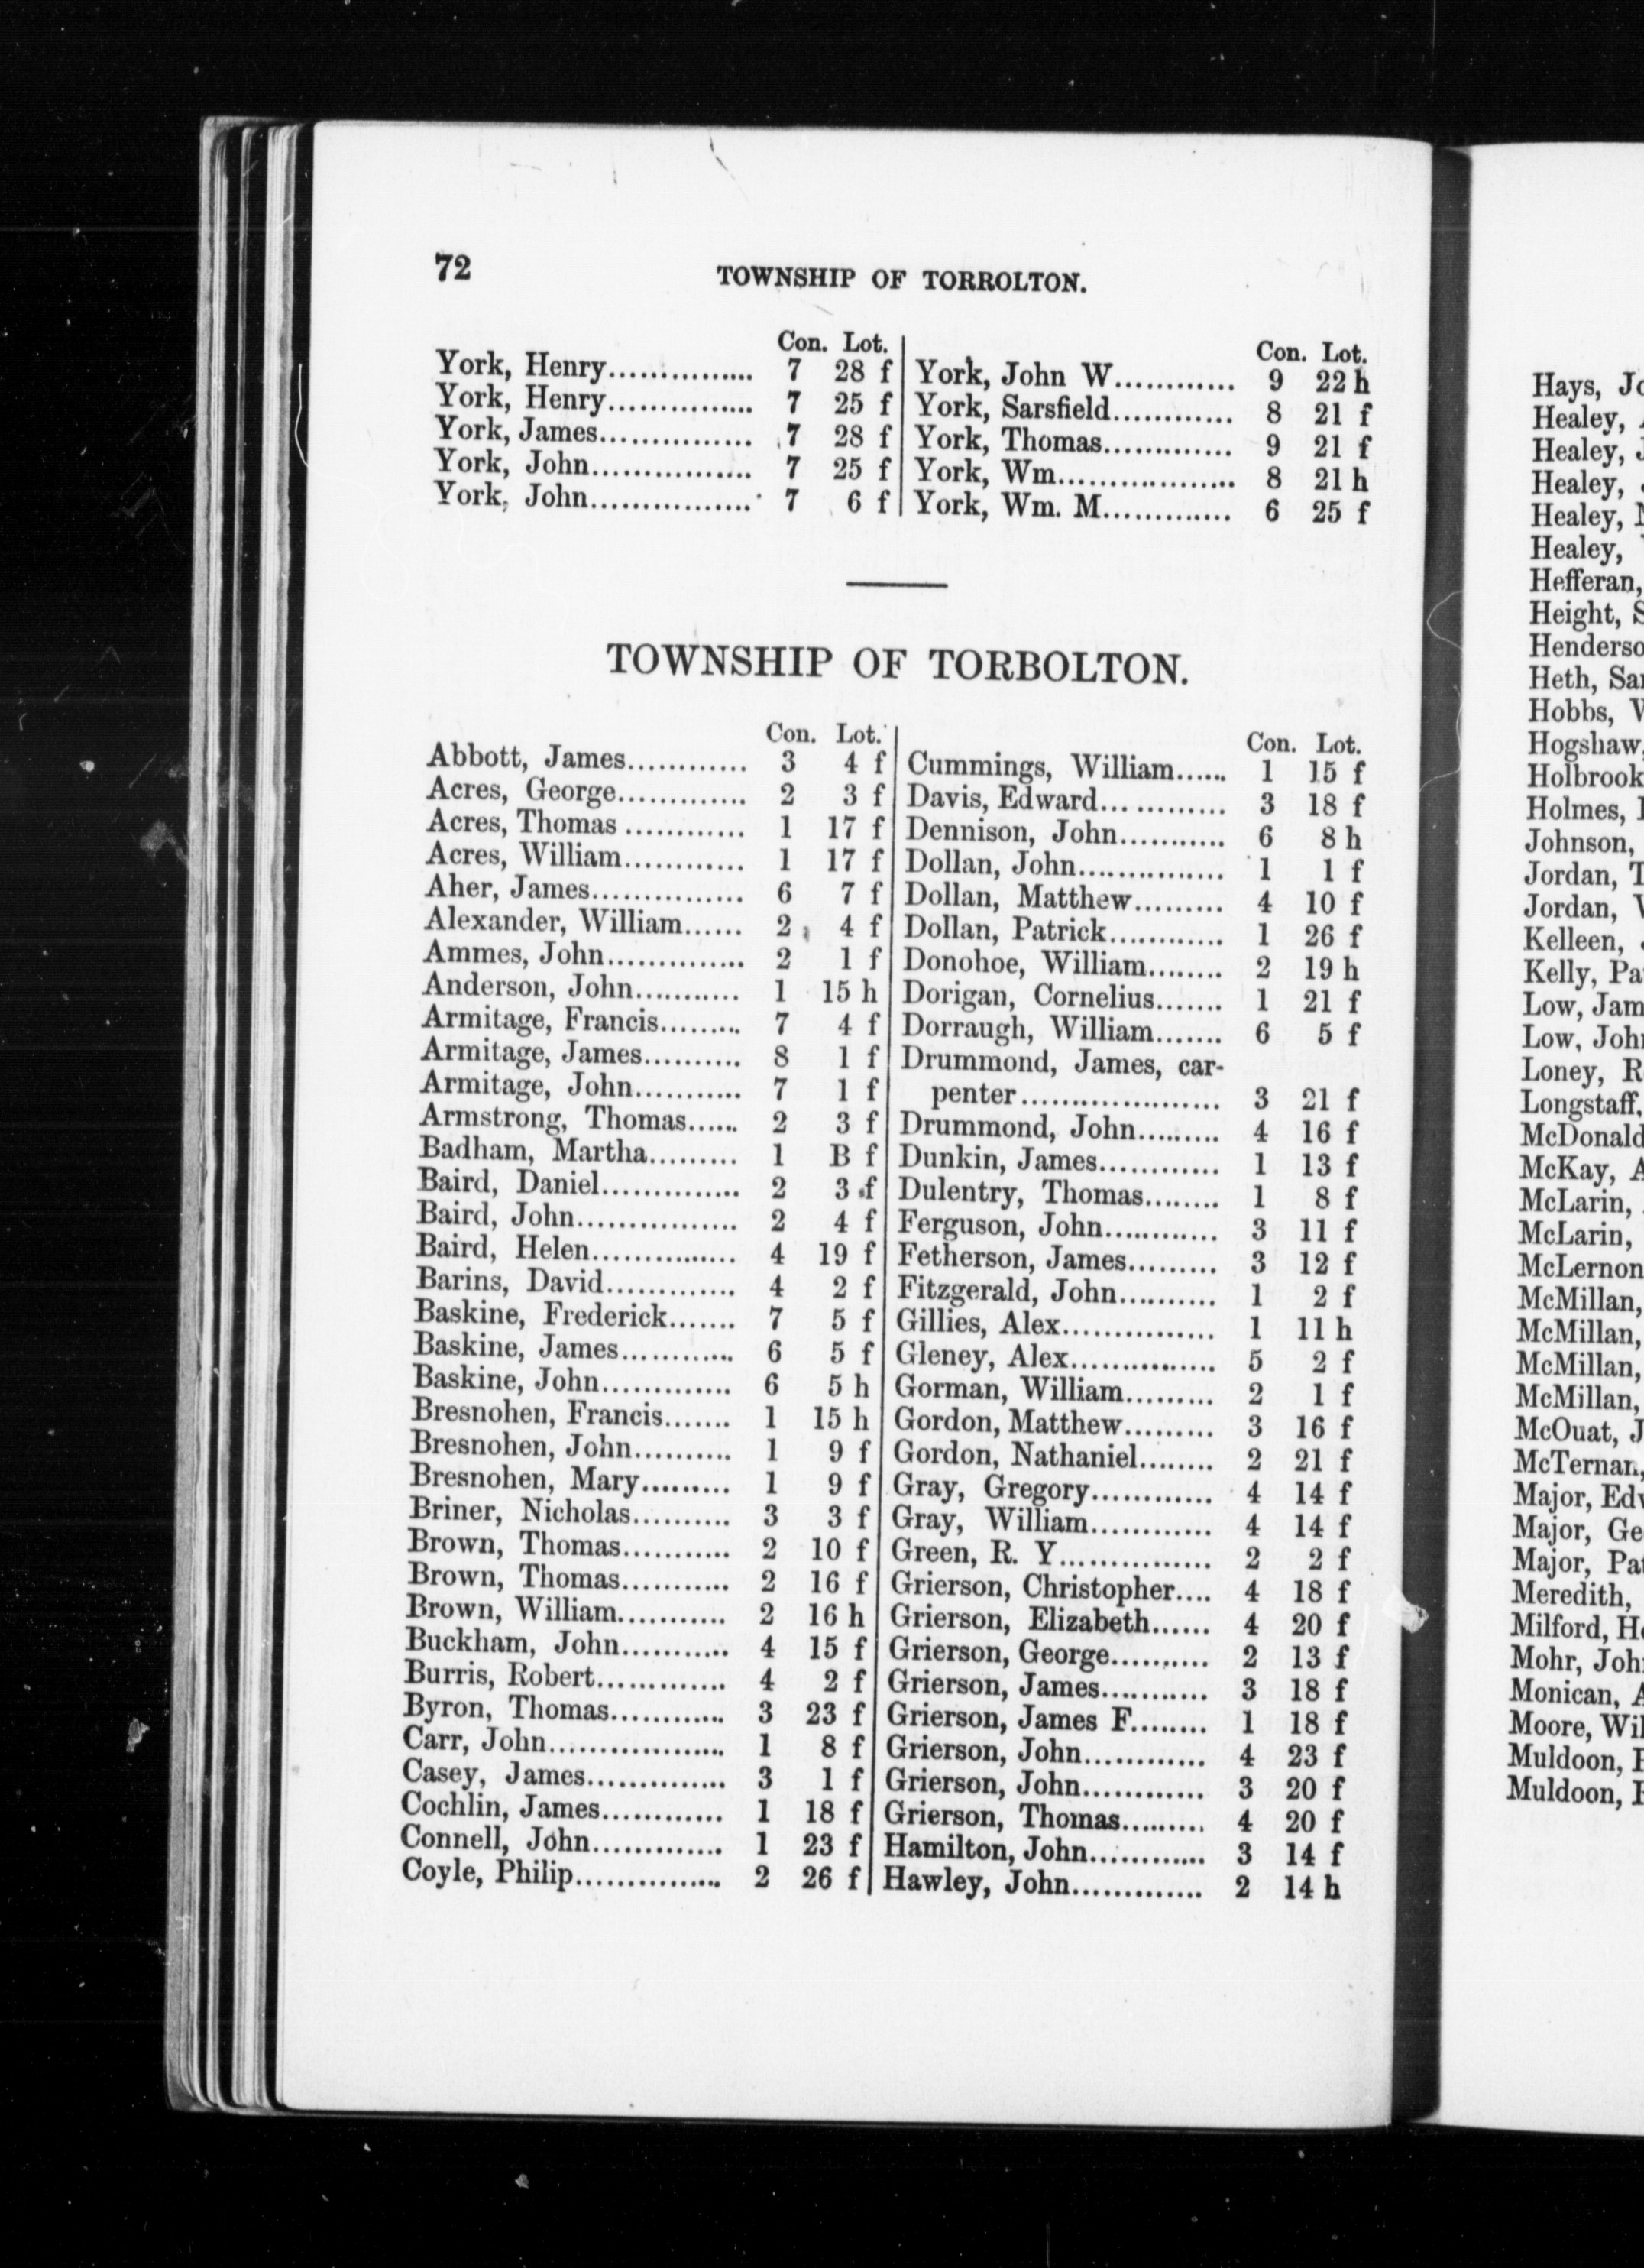 72
TOWNSHIP OF TORROLTON.
Con. Lot.
York, Henry............... 7 28 f
York, Henry............... 7 25 f
York, James............... 7 28 f
York, John................ 7 25 f
York, John................ 7 6 f
Con. Lot.
York, John W............ 9 22 h
York, Sarsfield............ 8 21 f
York, Thomas............. 9 21 f
York, Wm.................. 8 21 h
York, Wm. M............. 6 25 f
TOWNSHIP OF TORBOLTON.
Con. Lot.
Abbott, James............ 3 4 f
Acres, George............. 2 3 f
Acres, Thomas ............ 1 17 f
Acres, William............ 1 17 f
Aher, James............... 6 7 f
Alexander, William...... 2 4 f
Ammes, John.............. 2 1 f
Anderson, John........... 1 15 h
Armitage, Francis......... 7 4 f
Armitage, James.......... 8 1 f
Armitage, John........... 7 1 f
Armstrong, Thomas...... 2 3 f
Badham, Martha......... 1 B f
Baird, Daniel.............. 2 3 f
Baird, John................ 2 4 f
Baird, Helen............... 4 19 f
Barins, David............. 4 2 f
Baskine, Frederick....... 7 5 f
Baskine, James............ 6 5 f
Baskine, John............. 6 5 h
Bresnohen, Francis....... 1 15 h
Bresnohen, John.......... 1 9 f
Bresnohen, Mary......... 1 9 f
Briner, Nicholas.......... 3 3 f
Brown, Thomas........... 2 10 f
Brown, Thomas........... 2 16 f
Brown, William........... 2 16 h
Buckham, John........... 4 15 f
Burris, Robert............. 4 2 f
Byron, Thomas............ 3 23 f
Carr, John.................. 1 8 f
Casey, James.............. 3 1 f
Cochlin, James............ 1 18 f
Connell, John............. 1 23 f
Coyle, Philip............... 2 26 f
Con. Lot.
Cummings, William...... 1 15 f
Davis, Edward............. 3 18 f
Dennison, John........... 6 8 h
Dollan, John............... 1 1 f
Dollan, Matthew......... 4 10 f
Dollan, Patrick............ 1 26 f
Donohoe, William........ 2 19 h
Dorigan, Cornelius....... 1 21 f
Dorraugh, William....... 6 5 f
Drummond, James, car-
penter.................... 3 21 f
Drummond, John......... 4 16 f
Dunkin, James............ 1 13 f
Dulentry, Thomas........ 1 8 f
Ferguson, John............ 3 11 f
Fetherson, James......... 3 12 f
Fitzgerald, John.......... 1 2 f
Gillies, Alex............... 1 11 h
Gleney, Alex............... 5 2 f
Gorman, William......... 2 1 f
Gordon, Matthew......... 3 16 f
Gordon, Nathaniel........ 2 21 f
Gray, Gregory............ 4 14 f
Gray, William............ 4 14 f
Green, R. Y............... 2 2 f
Grierson, Christopher.... 4 18 f
Grierson, Elizabeth...... 4 20 f
Grierson, George.......... 2 13 f
Grierson, James........... 3 18 f
Grierson, James F........ 1 18 f
Grierson, John............ 4 23 f
Grierson, John............ 3 20 f
Grierson, Thomas......... 4 20 f
Hamilton, John............ 3 14 f
Hawley, John............. 2 14 h
Hays,
Healey,
Healey,
Healey,
Healey,
Healey,
Hefferan,
Height,
Heth,
Hobbs,
Hogshaw,
Holbrook
Holmes,
Johnson,
Jordan,
Jordan,
Kelleen,
Kelly,
Low,
Low,
Loney,
Longstaff,
McDonald
McKay,
McLarin,
McLarin,
McLernon
McMillan,
McMillan,
McMillan,
McMillan,
McOuat,
McTernan,
Major,
Major,
Major,
Meredith,
Milford,
Mohr,
Monican,
Moore,
Muldoon,
Muldoon,